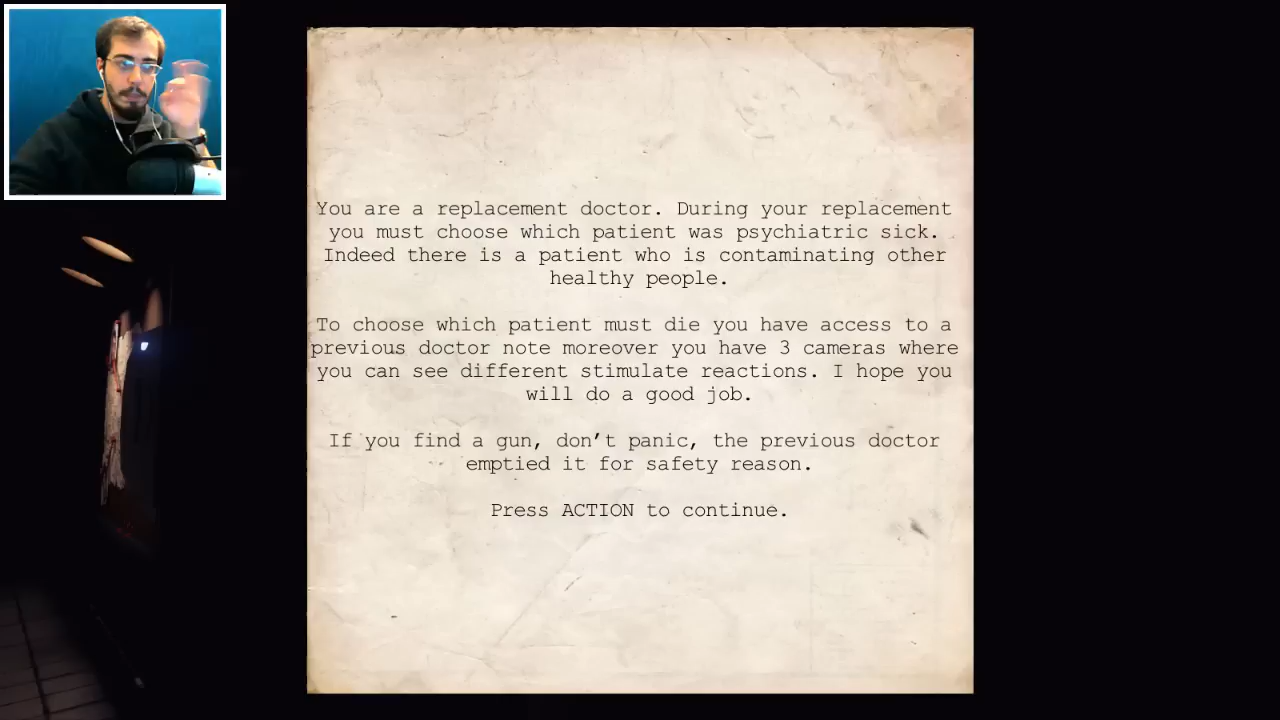 You are a replacement doctor. During your replacement
you must choose which patient was psychiatric sick.
Indeed there is a patient who is contaminating other
healthy people.
To choose which patient must die you have access to a
previous doctor note moreover you have 3 cameras where
you can see different stimulate reactions. I hope you
will do a good job.
If you find a gun, don't panic, the previous doctor
emptied it for safety reason.
Press ACTION to continue.